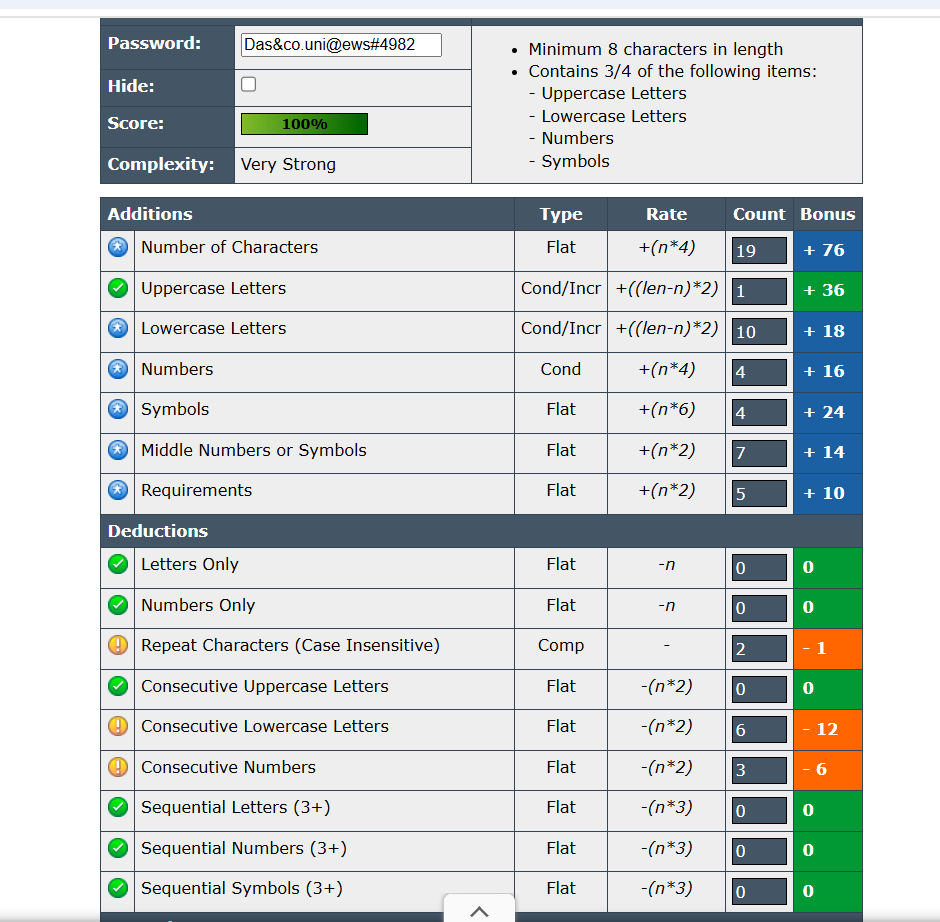 Password: Das&co.uni@ews#4982
Hide:
Score: 100%
Complexity: Very Strong
• Minimum 8 characters in length
• Contains 3/4 of the following items:
- Uppercase Letters
- Lowercase Letters
- Numbers
- Symbols
Additions Type Rate Count Bonus
Number of Characters Flat +(n*4) 19 + 76
Uppercase Letters Cond/Incr +((len-n)*2) 1 + 36
Lowercase Letters Cond/Incr +((len-n)*2) 10 + 18
Numbers Cond +(n*4) 4 + 16
Symbols Flat +(n*6) 4 + 24
Middle Numbers or Symbols Flat +(n*2) 7 + 14
Requirements Flat +(n*2) 5 + 10
Deductions
Letters Only Flat -n 0 0
Numbers Only Flat -n 0 0
Repeat Characters (Case Insensitive) Comp - 2 - 1
Consecutive Uppercase Letters Flat -(n*2) 0 0
Consecutive Lowercase Letters Flat -(n*2) 6 - 12
Consecutive Numbers Flat -(n*2) 3 - 6
Sequential Letters (3+) Flat -(n*3) 0 0
Sequential Numbers (3+) Flat -(n*3) 0 0
Sequential Symbols (3+) Flat -(n*3) 0 0